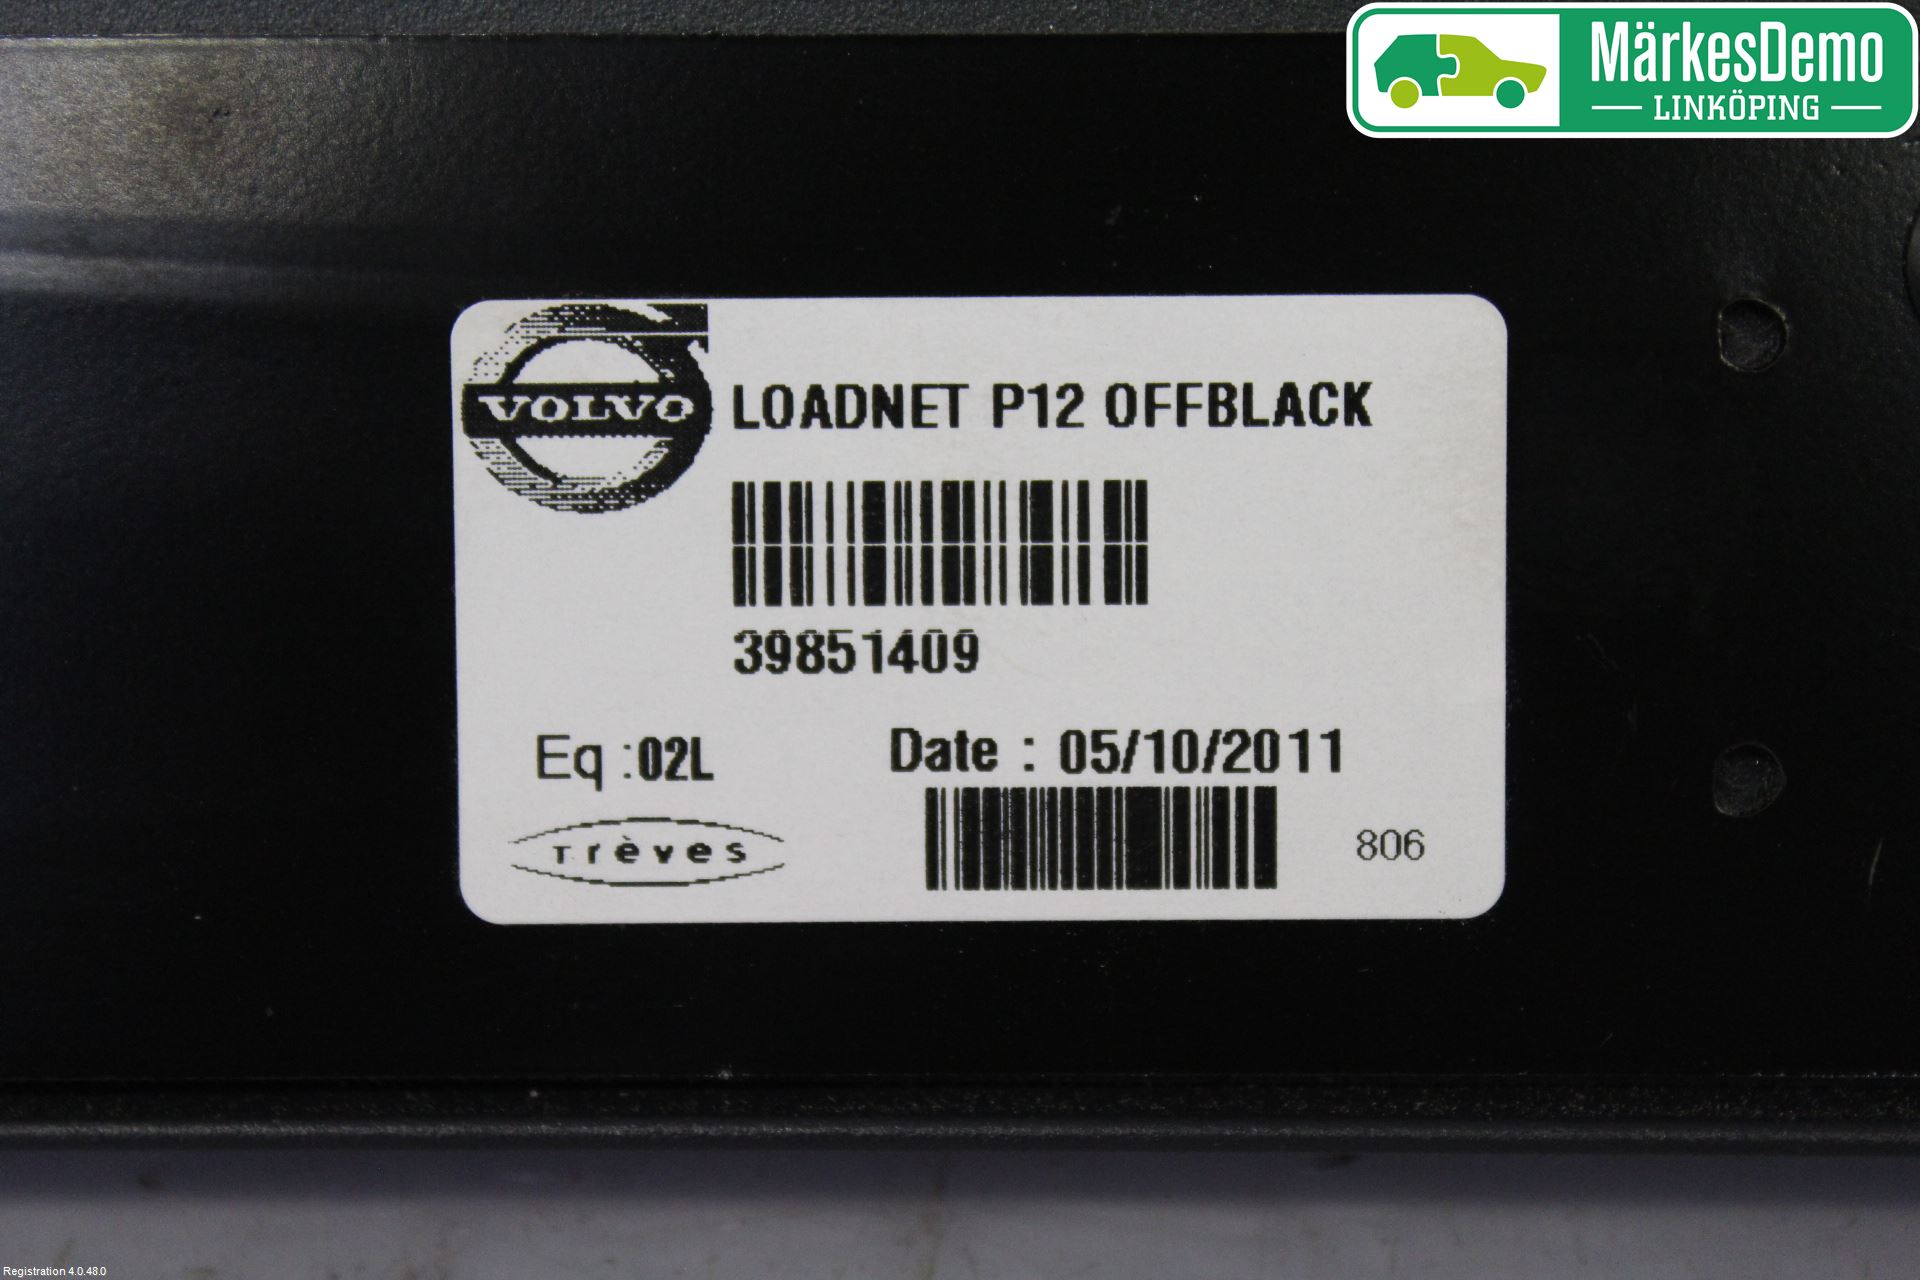 MärkesDemo
LINKÖPING
VOLVO
LOADNET P12 OFFBLACK
39851409
Eq :02L
Date : 05/10/2011
Trèves
806
Registration 4.0.48.0